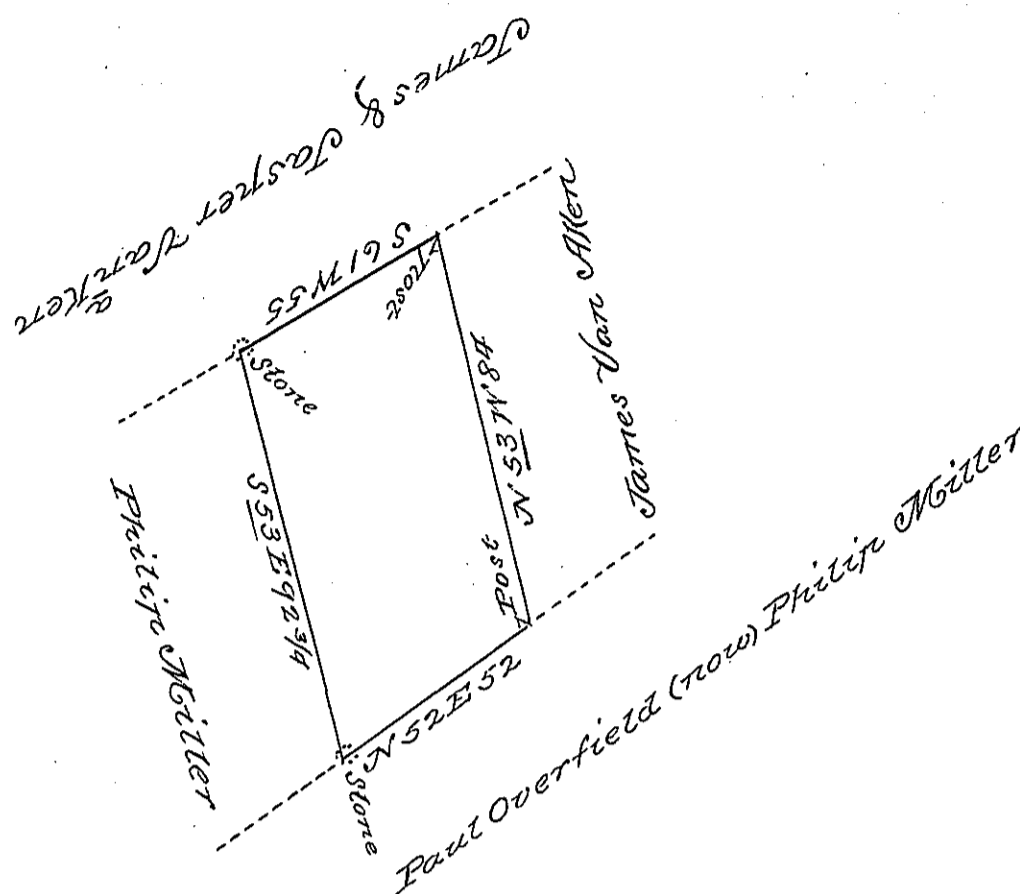 James & Jasper Vanaken
S 61 W 55
Post
Stone
James Van Aken
N 53 W. 84
S 53 E 92 3/4
Philip Miller
Post
N 52 E 52
Stone
Paul Overfield (now) Philip Miller